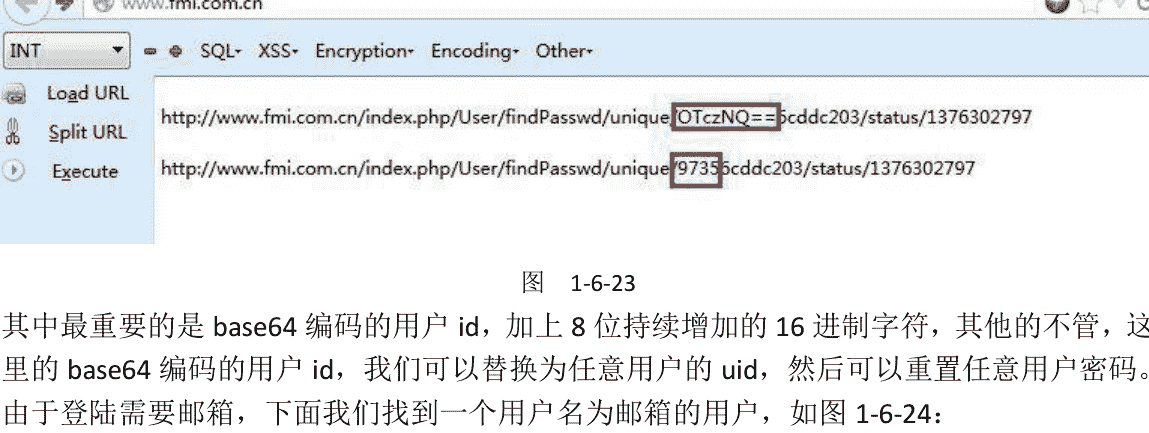 www.fmi.com.cn
INT SQL XSS Encryption Encoding Other
Load URL
http://www.fmi.com.cn/index.php/User/findPasswd/unique/OTczNQ==5cddc203/status/1376302797
Split URL
http://www.fmi.com.cn/index.php/User/findPasswd/unique/97355cddc203/status/1376302797
Execute
图 1-6-23
其中最重要的是 base64 编码的用户 id，加上 8 位持续增加的 16 进制字符，其他的不管，这
里的 base64 编码的用户 id，我们可以替换为任意用户的 uid，然后可以重置任意用户密码。
由于登陆需要邮箱，下面我们找到一个用户名为邮箱的用户，如图 1-6-24：